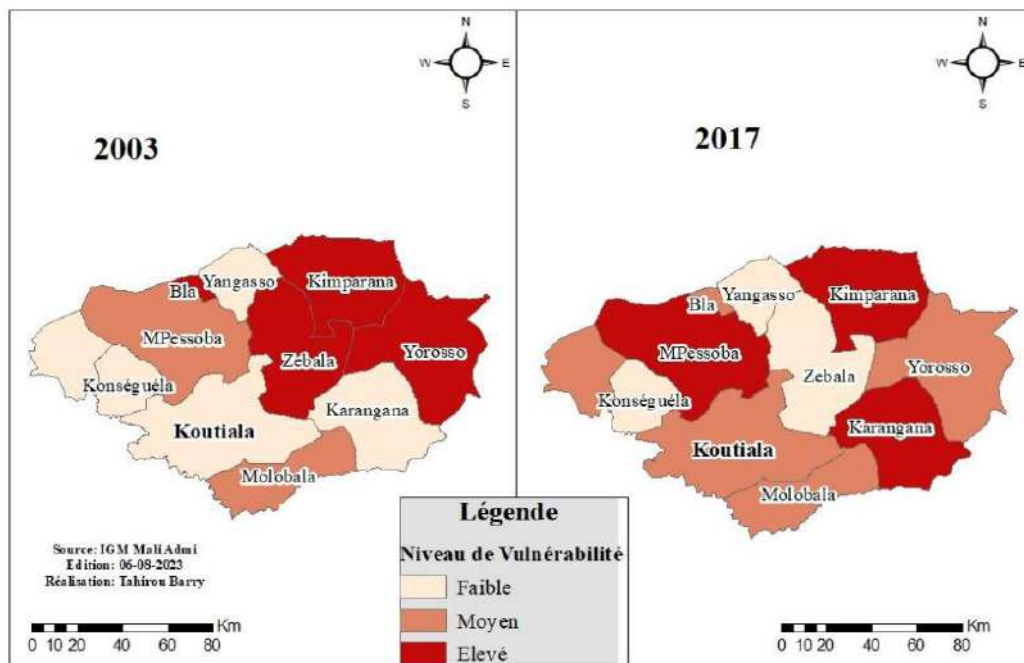 N
W E
S
2003
Yangasso
Kimparana
Bla
MPessoba
Zebala
Yorosso
Konséguéla
Karangana
Koutiala
Molobala
Source: IGM Mali Admi
Edition: 06-08-2023
Réalisation: Tahirou Barry
0 10 20 40 60 80 Km
N
W E
S
2017
Yangasso
Kimparana
Bla
MPessoba
Yorosso
Zebala
Konséguéla
Karangana
Koutiala
Molobala
0 10 20 40 60 80 Km
Légende
Niveau de Vulnérabilité
Faible
Moyen
Elevé